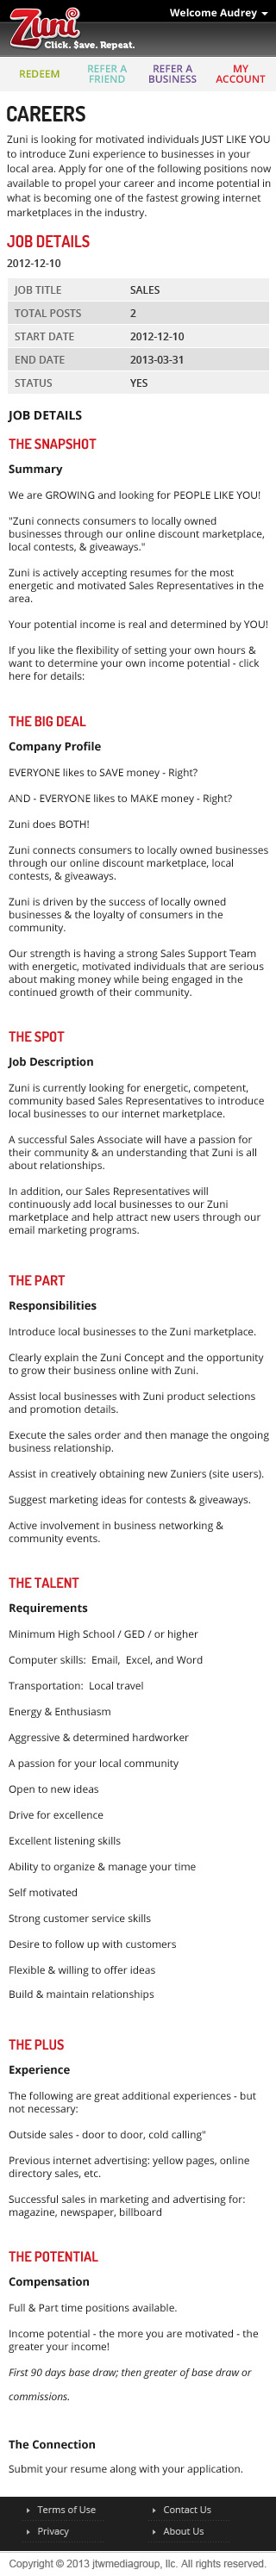 Welcome Audrey
Zuni
Click. $ave. Repeat.
REDEEM
REFER A
FRIEND
REFER A
BUSINESS
MY
ACCOUNT
CAREERS
Zuni is looking for motivated individuals JUST LIKE YOU
to introduce Zuni experience to businesses in your
local area. Apply for one of the following positions now
available to propel your career and income potential in
what is becoming one of the fastest growing internet
marketplaces in the industry.
JOB DETAILS
2012-12-10
JOB TITLE SALES
TOTAL POSTS 2
START DATE 2012-12-10
END DATE 2013-03-31
STATUS YES
JOB DETAILS
THE SNAPSHOT
Summary
We are GROWING and looking for PEOPLE LIKE YOU!
"Zuni connects consumers to locally owned
businesses through our online discount marketplace,
local contests, & giveaways."
Zuni is actively accepting resumes for the most
energetic and motivated Sales Representatives in the
area.
Your potential income is real and determined by YOU!
If you like the flexibility of setting your own hours &
want to determine your own income potential - click
here for details:
THE BIG DEAL
Company Profile
EVERYONE likes to SAVE money - Right?
AND - EVERYONE likes to MAKE money - Right?
Zuni does BOTH!
Zuni connects consumers to locally owned businesses
through our online discount marketplace, local
contests, & giveaways.
Zuni is driven by the success of locally owned
businesses & the loyalty of consumers in the
community.
Our strength is having a strong Sales Support Team
with energetic, motivated individuals that are serious
about making money while being engaged in the
continued growth of their community.
THE SPOT
Job Description
Zuni is currently looking for energetic, competent,
community based Sales Representatives to introduce
local businesses to our internet marketplace.
A successful Sales Associate will have a passion for
their community & an understanding that Zuni is all
about relationships.
In addition, our Sales Representatives will
continuously add local businesses to our Zuni
marketplace and help attract new users through our
email marketing programs.
THE PART
Responsibilities
Introduce local businesses to the Zuni marketplace.
Clearly explain the Zuni Concept and the opportunity
to grow their business online with Zuni.
Assist local businesses with Zuni product selections
and promotion details.
Execute the sales order and then manage the ongoing
business relationship.
Assist in creatively obtaining new Zuniers (site users).
Suggest marketing ideas for contests & giveaways.
Active involvement in business networking &
community events.
THE TALENT
Requirements
Minimum High School / GED / or higher
Computer skills:  Email,  Excel, and Word
Transportation:  Local travel
Energy & Enthusiasm
Aggressive & determined hardworker
A passion for your local community
Open to new ideas
Drive for excellence
Excellent listening skills
Ability to organize & manage your time
Self motivated
Strong customer service skills
Desire to follow up with customers
Flexible & willing to offer ideas
Build & maintain relationships
THE PLUS
Experience
The following are great additional experiences - but
not necessary:
Outside sales - door to door, cold calling"
Previous internet advertising: yellow pages, online
directory sales, etc.
Successful sales in marketing and advertising for:
magazine, newspaper, billboard
THE POTENTIAL
Compensation
Full & Part time positions available.
Income potential - the more you are motivated - the
greater your income!
First 90 days base draw; then greater of base draw or
commissions.
The Connection
Submit your resume along with your application.
Terms of Use
Contact Us
Privacy
About Us
Copyright © 2013 jtwmediagroup, llc. All rights reserved.